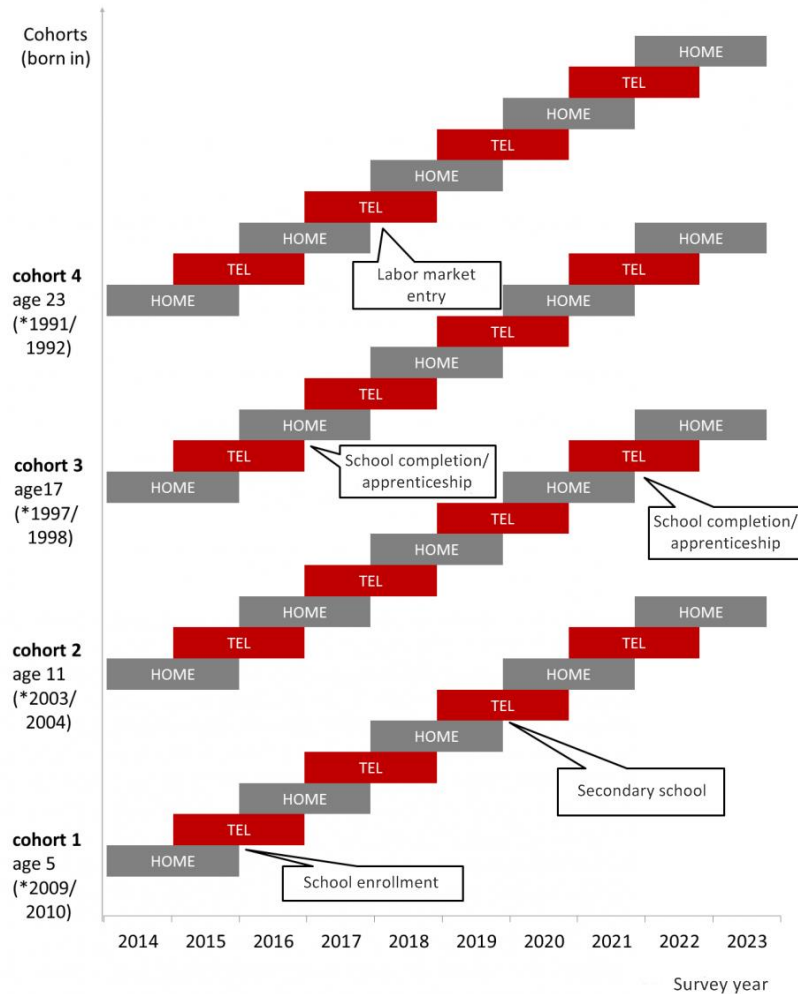 Cohorts
(born in)
HOME
TEL
HOME
TEL
HOME
TEL
HOME
TEL
HOME
cohort 4
age 23
(*1991/
1992)
Labor market
entry
HOME
TEL
HOME
TEL
HOME
TEL
HOME
TEL
HOME
cohort 3
age17
(*1997/
1998)
School completion/
apprenticeship
School completion/
apprenticeship
HOME
TEL
HOME
TEL
HOME
TEL
HOME
TEL
HOME
cohort 2
age 11
(*2003/
2004)
HOME
TEL
HOME
TEL
HOME
TEL
HOME
TEL
HOME
Secondary school
cohort 1
age 5
(*2009/
2010)
School enrollment
2014 2015 2016 2017 2018 2019 2020 2021 2022 2023
Survey year